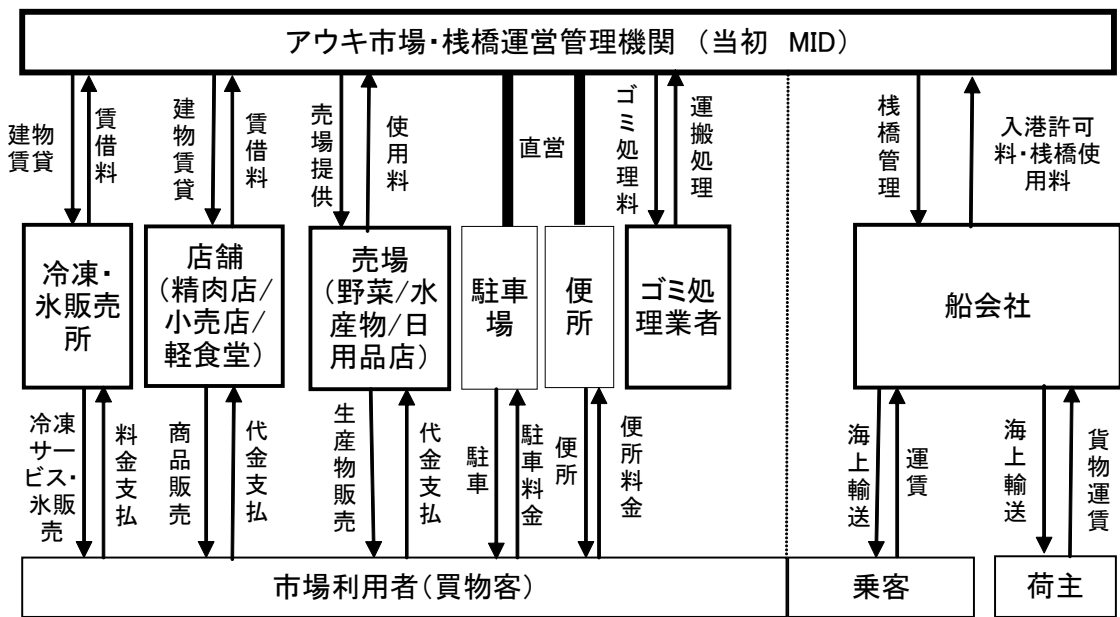 アウキ市場・桟橋運営管理機関 (当初 MID)
建物
賃貸
賃借料
建物賃貸
賃借料
売場提供
使用料
直営
ゴミ処理料
運搬処理
桟橋管理
入港許可
料・桟橋使
用料
冷凍・
氷販売
所
店舗
(精肉店/
小売店/
軽食堂)
売場
(野菜/水
産物/日
用品店)
駐車
場
便
所
ゴミ処
理業者
船会社
冷凍
サー
ビス・
氷販
売
料金支払
商品販売
代金支払
生産物販売
代金支払
駐車
駐車料金
便所
便所料金
海上輸送
運賃
海上輸送
貨物運賃
市場利用者(買物客)
乗客
荷主